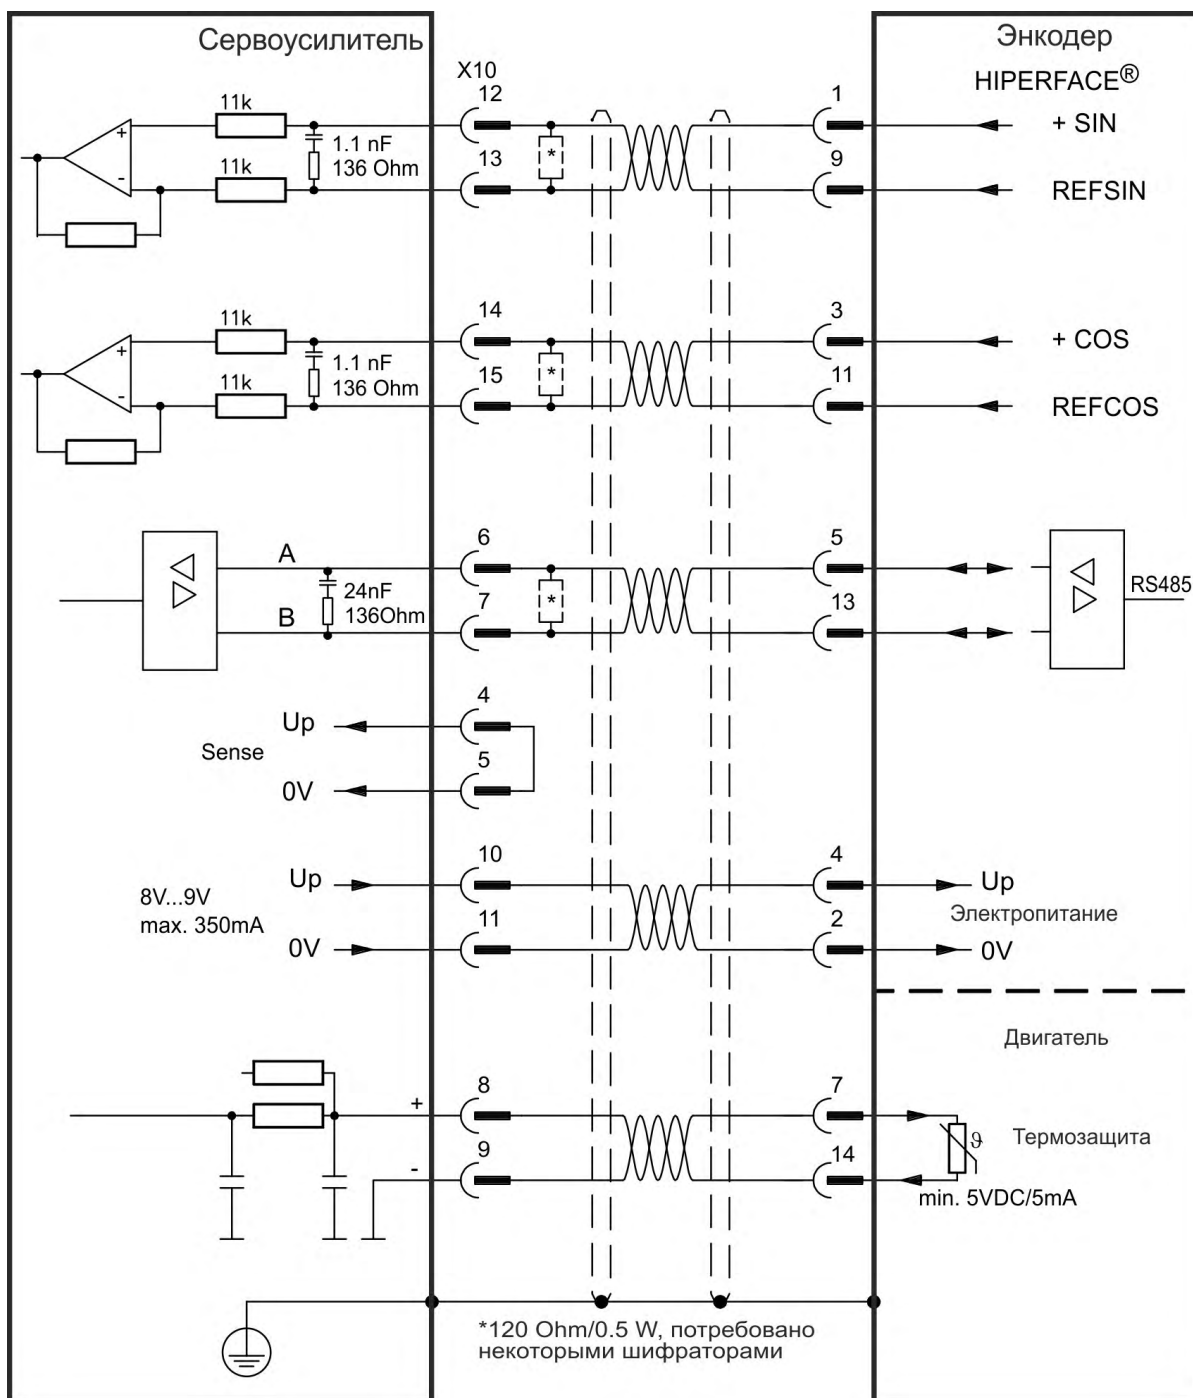 Сервоусилитель
Энкодер
HIPERFACE®
X10
11k
12
1
+ SIN
+
1.1 nF
136 Ohm
*
11k
13
9
REFSIN
-
11k
14
3
+ COS
+
1.1 nF
136 Ohm
*
11k
15
11
REFCOS
-
A
6
5
24nF
136Ohm
*
RS485
B
7
13
Up
4
Sense
0V
5
Up
10
4
Up
8V...9V
max. 350mA
Электропитание
0V
11
2
0V
Двигатель
+
8
7
ϑ
Термозащита
-
9
14
min. 5VDC/5mA
*120 Ohm/0.5 W, потребовано
некоторыми шифраторами